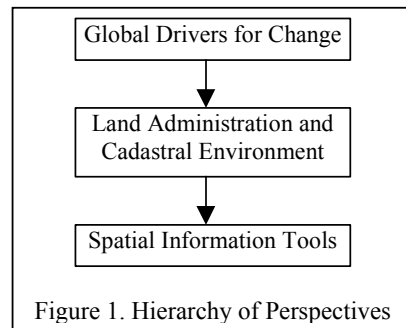 Global Drivers for Change
Land Administration and
Cadastral Environment
Spatial Information Tools
Figure 1. Hierarchy of Perspectives